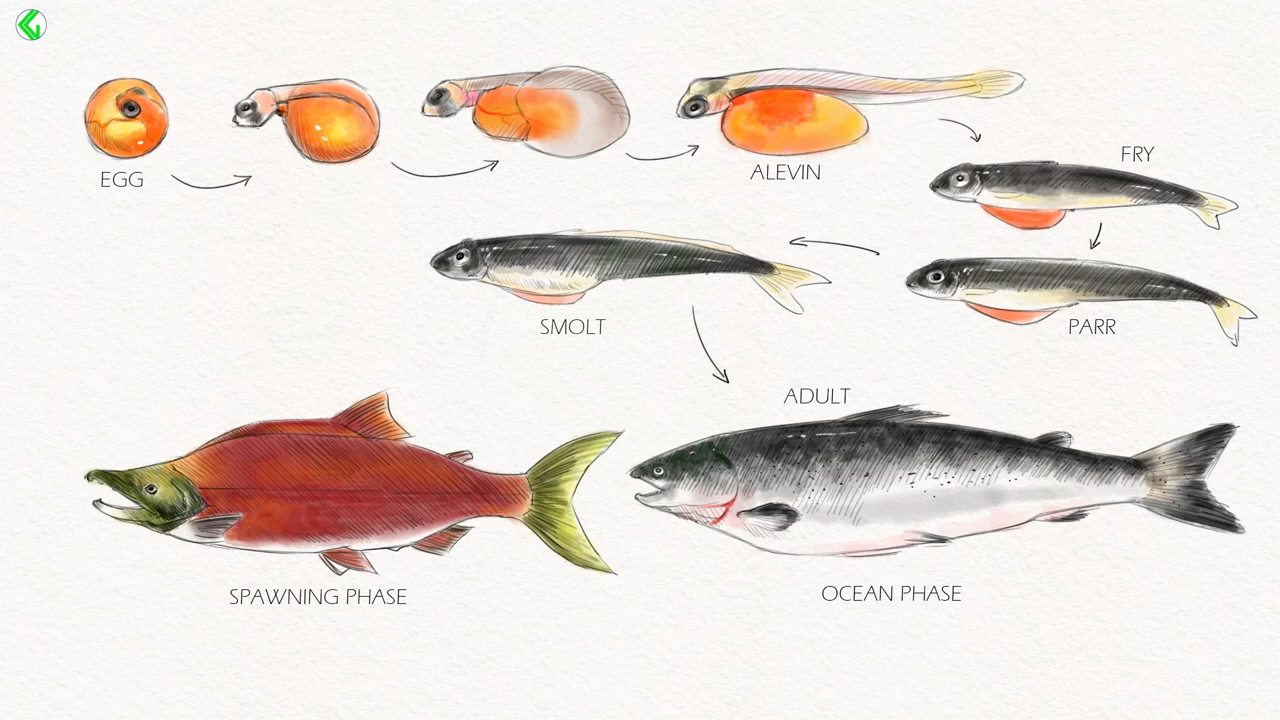 EGG
ALEVIN
FRY
SMOLT
PARR
ADULT
SPAWNING PHASE
OCEAN PHASE